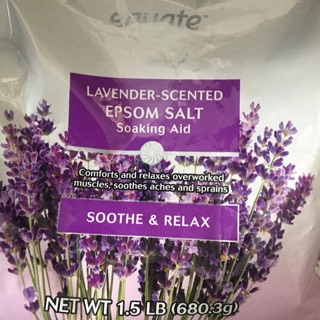 equate™
LAVENDER-SCENTED
EPSOM SALT
Soaking Aid
Comforts and relaxes overworked
muscles, soothes aches and sprains
SOOTHE & RELAX
NET WT 1.5 LB (680.3g)